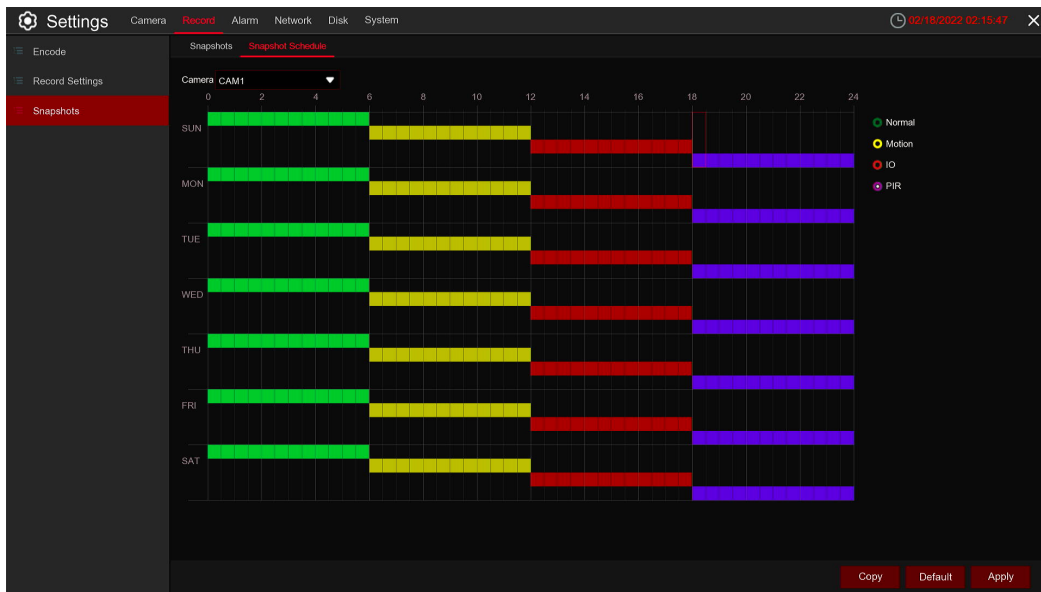 Settings Camera Record Alarm Network Disk System 02/18/2022 02:15:47
Encode
Record Settings
Snapshots
Snapshots Snapshot Schedule
Camera CAM1
0 2 4 6 8 10 12 14 16 18 20 22 24
SUN
MON
TUE
WED
THU
FRI
SAT
Normal
Motion
IO
PIR
Copy Default Apply